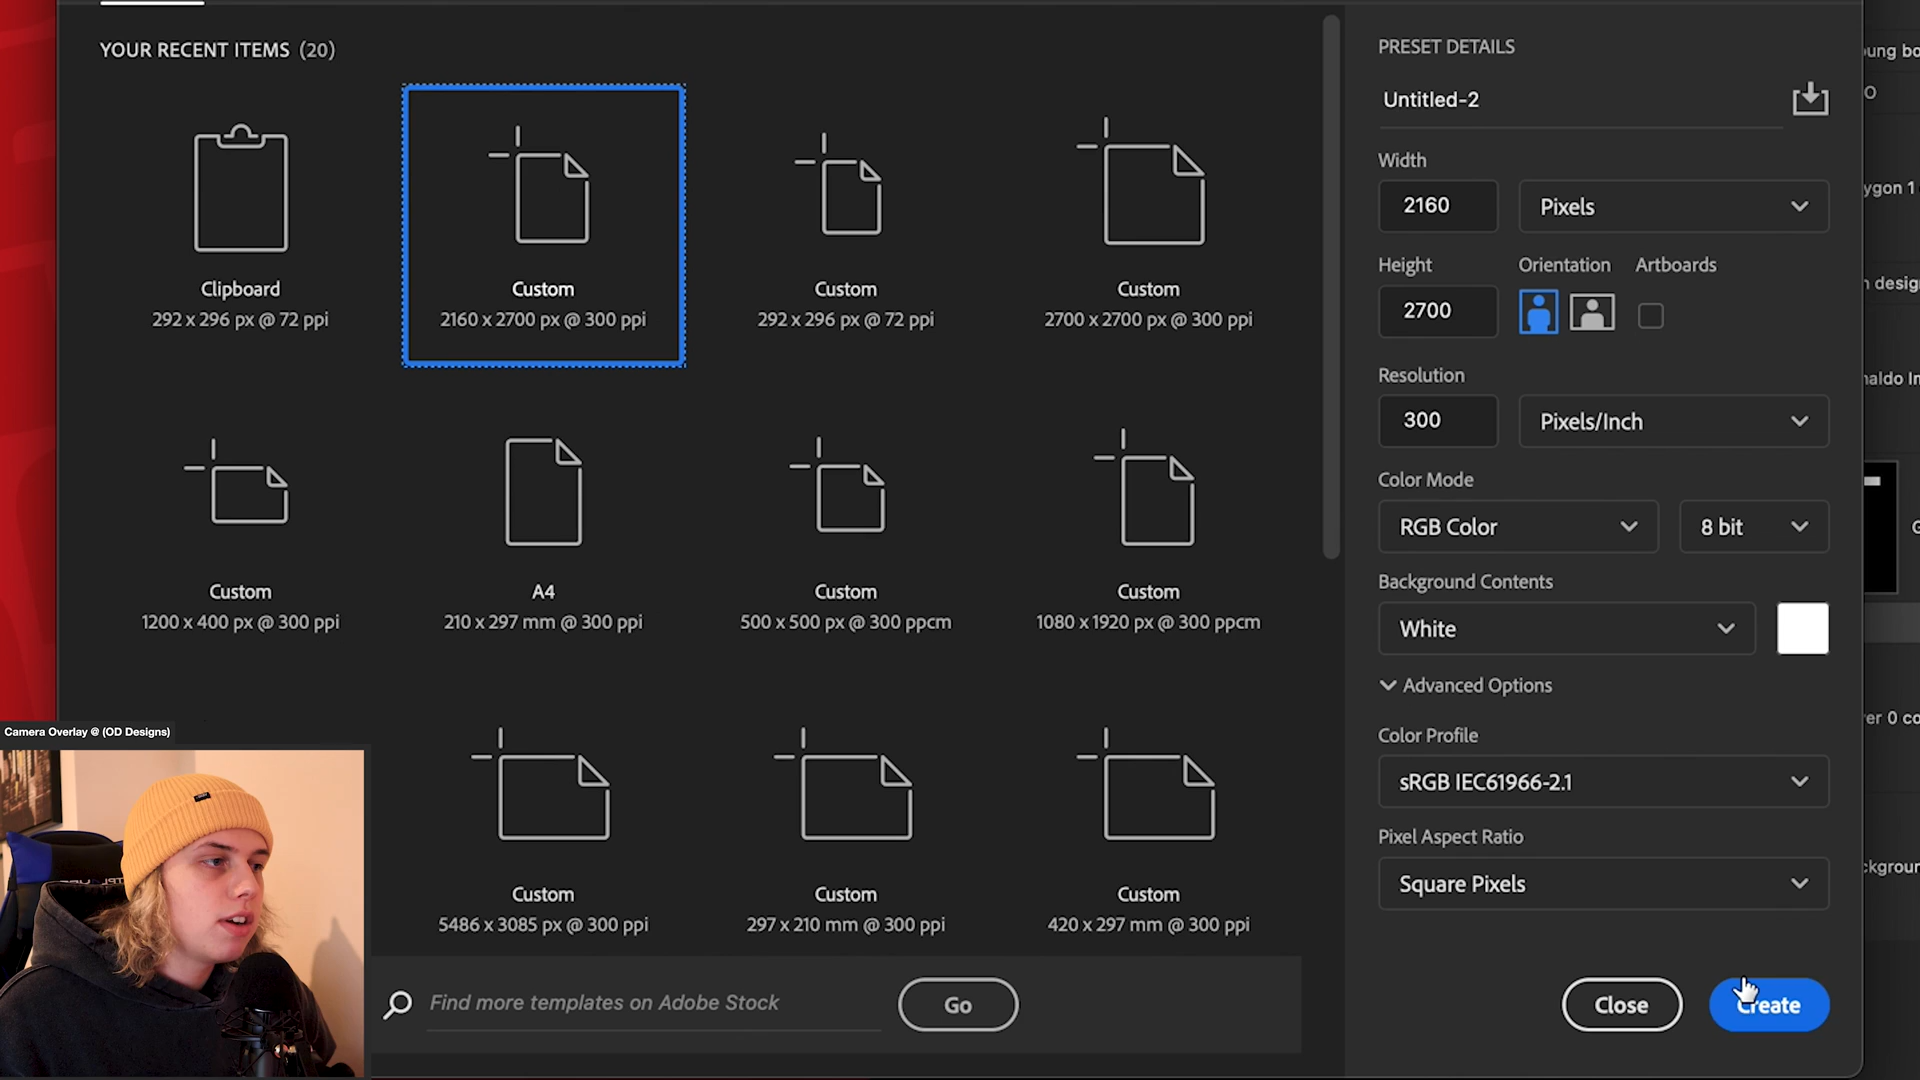 YOUR RECENT ITEMS (20)
Clipboard
292 x 296 px @ 72 ppi
Custom
2160 x 2700 px @ 300 ppi
Custom
292 x 296 px @ 72 ppi
Custom
2700 x 2700 px @ 300 ppi
Custom
1200 x 400 px @ 300 ppi
A4
210 x 297 mm @ 300 ppi
Custom
500 x 500 px @ 300 ppcm
Custom
1080 x 1920 px @ 300 ppcm
Custom
5486 x 3085 px @ 300 ppi
Custom
297 x 210 mm @ 300 ppi
Custom
420 x 297 mm @ 300 ppi
Find more templates on Adobe Stock
Go
PRESET DETAILS
Untitled-2
Width
2160 Pixels
Height Orientation Artboards
2700
Resolution
300 Pixels/Inch
Color Mode
RGB Color 8 bit
Background Contents
White
Advanced Options
Color Profile
sRGB IEC61966-2.1
Pixel Aspect Ratio
Square Pixels
Close Create
Camera Overlay @ (OD Designs)